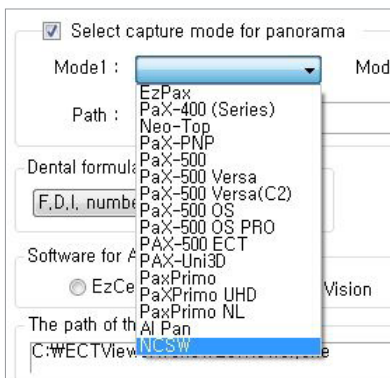 Select capture mode for panorama
Mode1 :
Mod
EzPax
PaX-400 (Series)
Neo-Top
Path :
PaX-PNP
PaX-500
Dental formula
PaX-500 Versa
PaX-500 Versa(C2)
F,D,I, numbe
PaX-500 OS
PaX-500 OS PRO
PAX-500 ECT
Software for A
PAX-Uni3D
PaxPrimo
EzCe
Vision
PaXPrimo UHD
PaxPrimo NL
The path of th
AI Pan
NCSW
C:₩ECTViewe